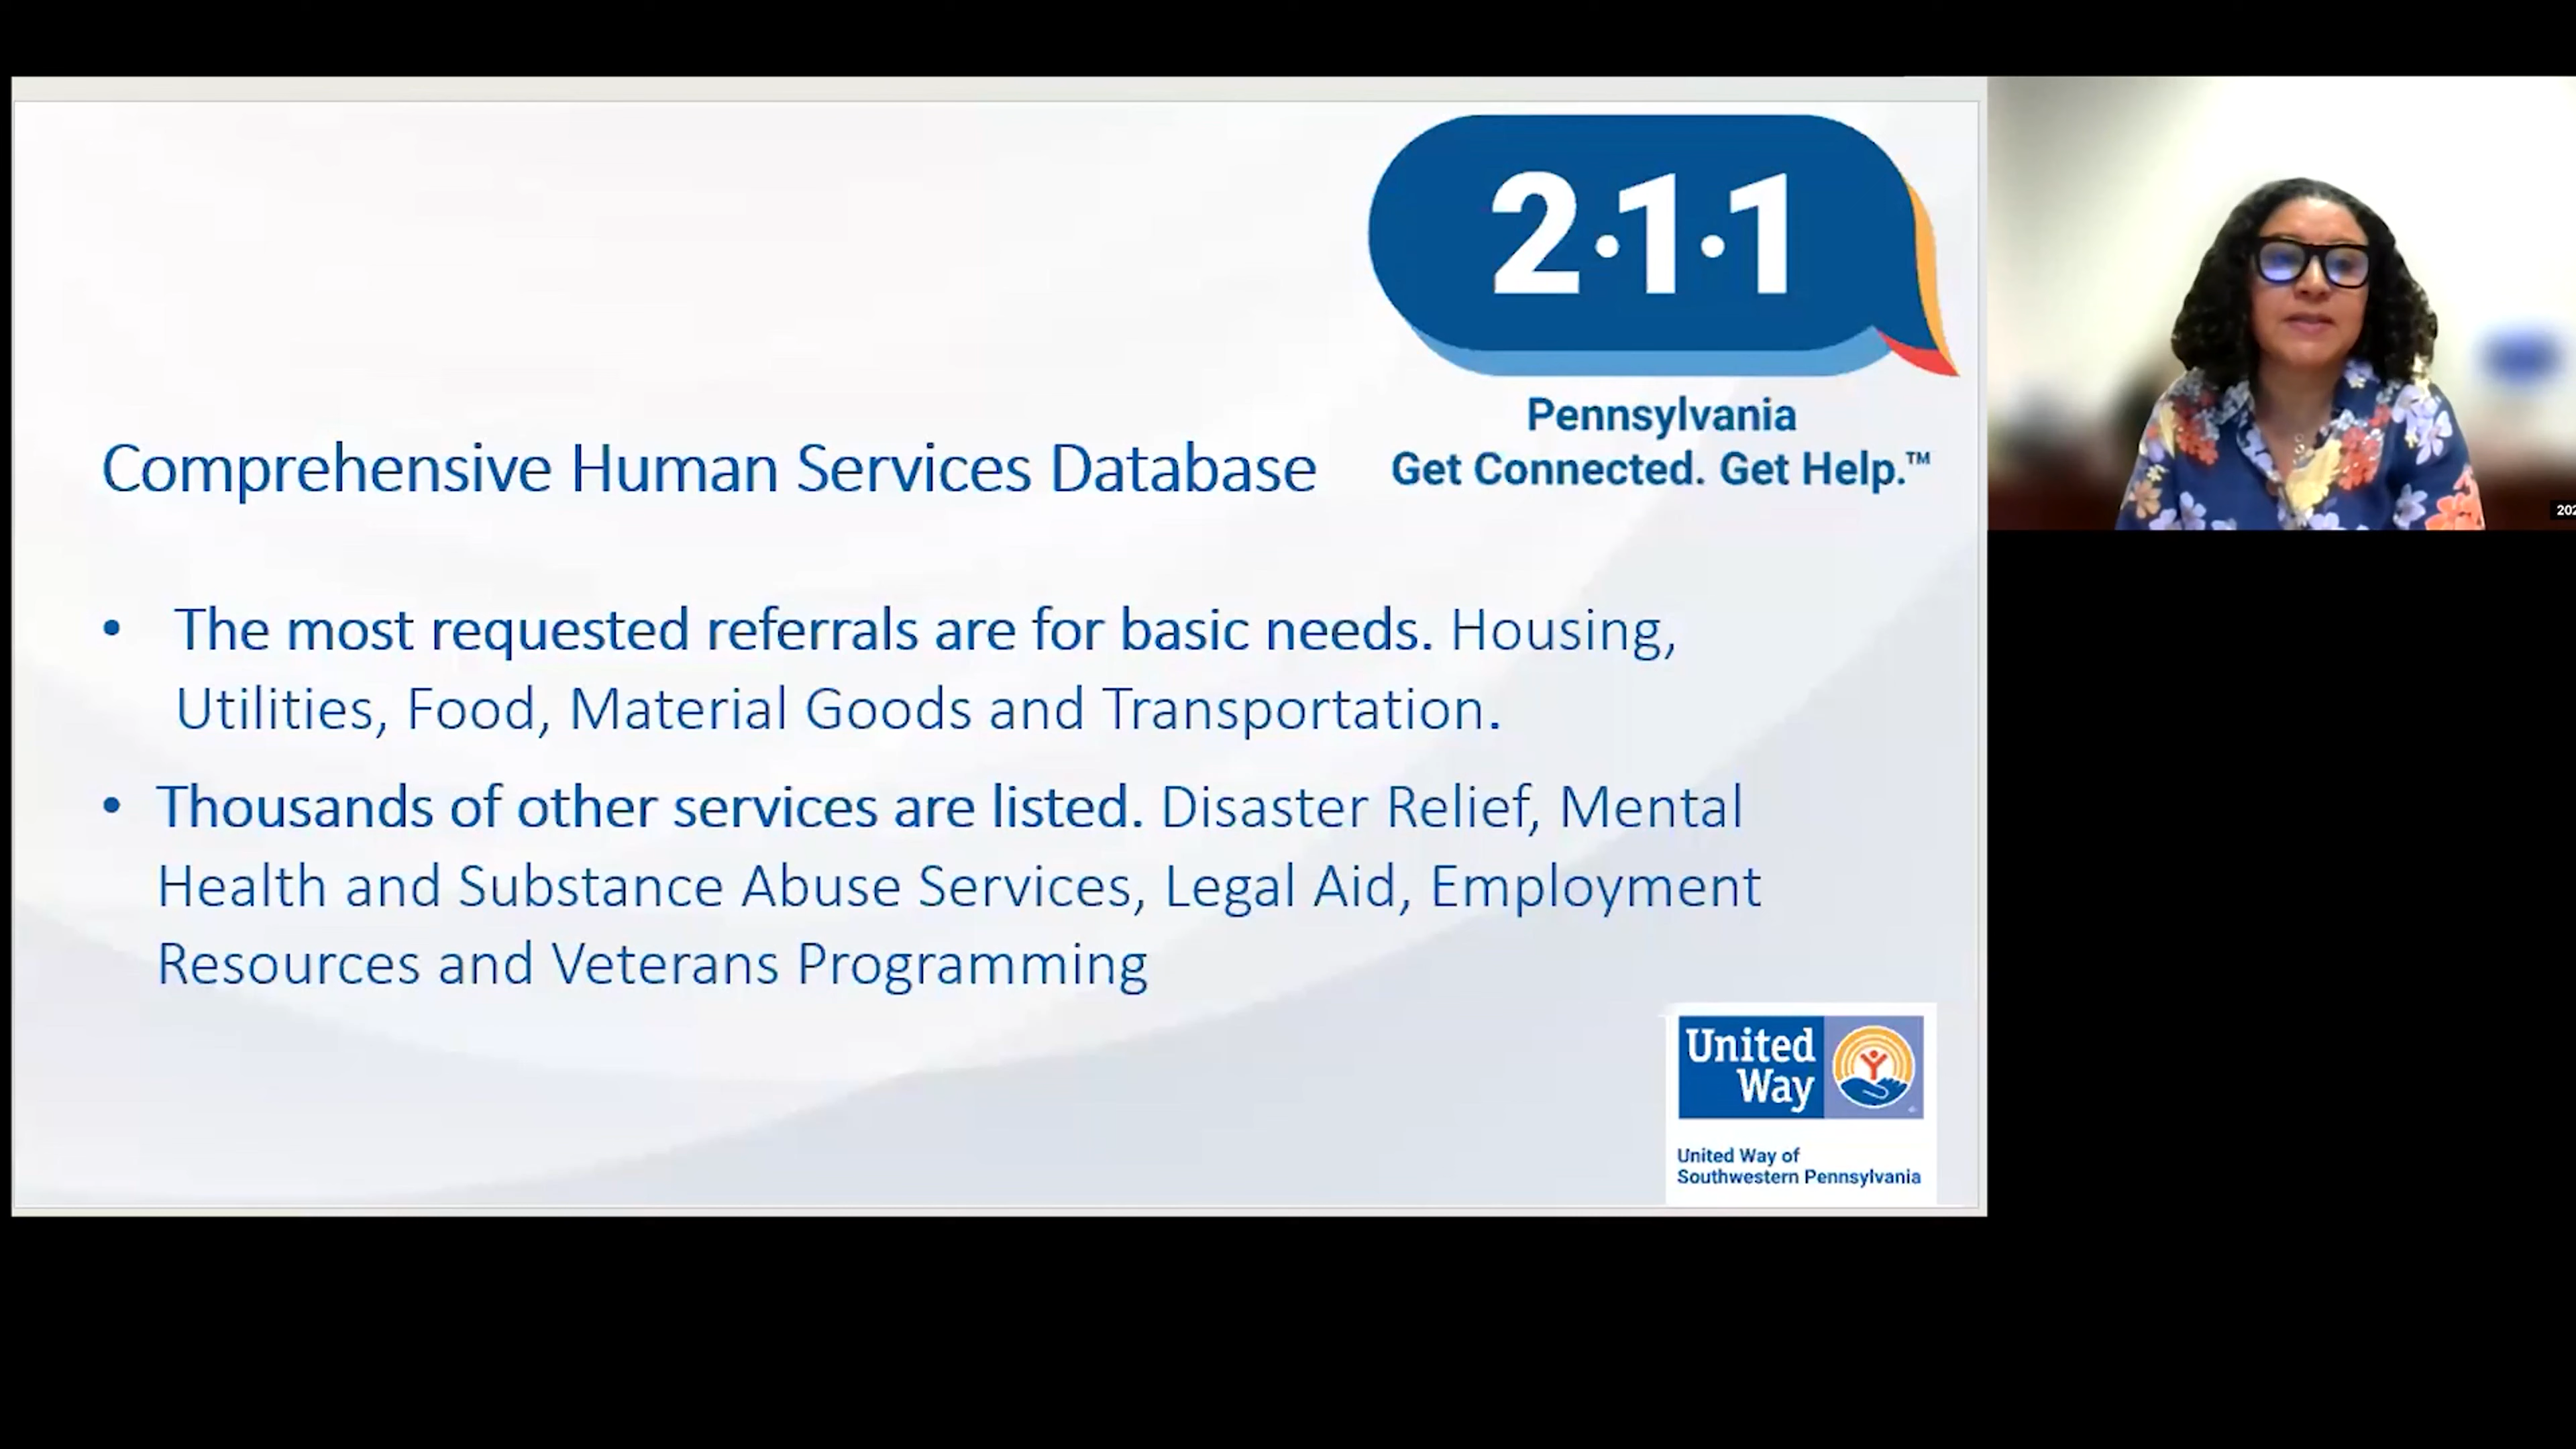 2·1·1
Pennsylvania
Get Connected. Get Help.™
Comprehensive Human Services Database
• The most requested referrals are for basic needs. Housing,
Utilities, Food, Material Goods and Transportation.
• Thousands of other services are listed. Disaster Relief, Mental
Health and Substance Abuse Services, Legal Aid, Employment
Resources and Veterans Programming
United
Way
United Way of
Southwestern Pennsylvania